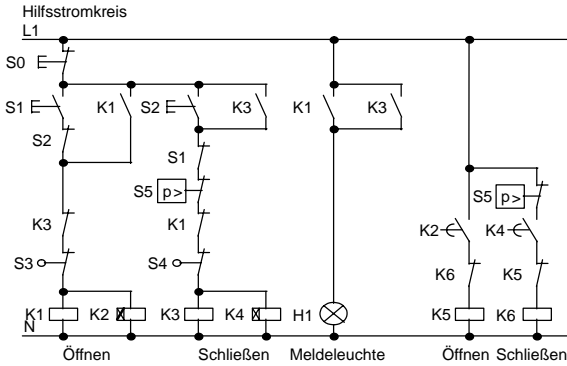 Hilfsstromkreis
L1
S0
S1 K1 S2 K3 K1 K3
S2
S1
S5 p> S5 p>
K3 K1 K2 K4
S3 S4 K6 K5
K1 K2 K3 K4 H1 K5 K6
N
Öffnen Schließen Meldeleuchte Öffnen Schließen